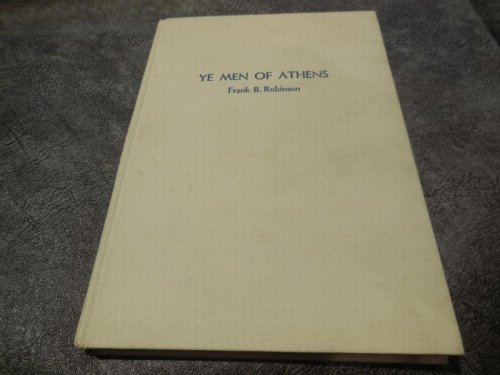 YE MEN OF ATHENS
Frank B. Robinson